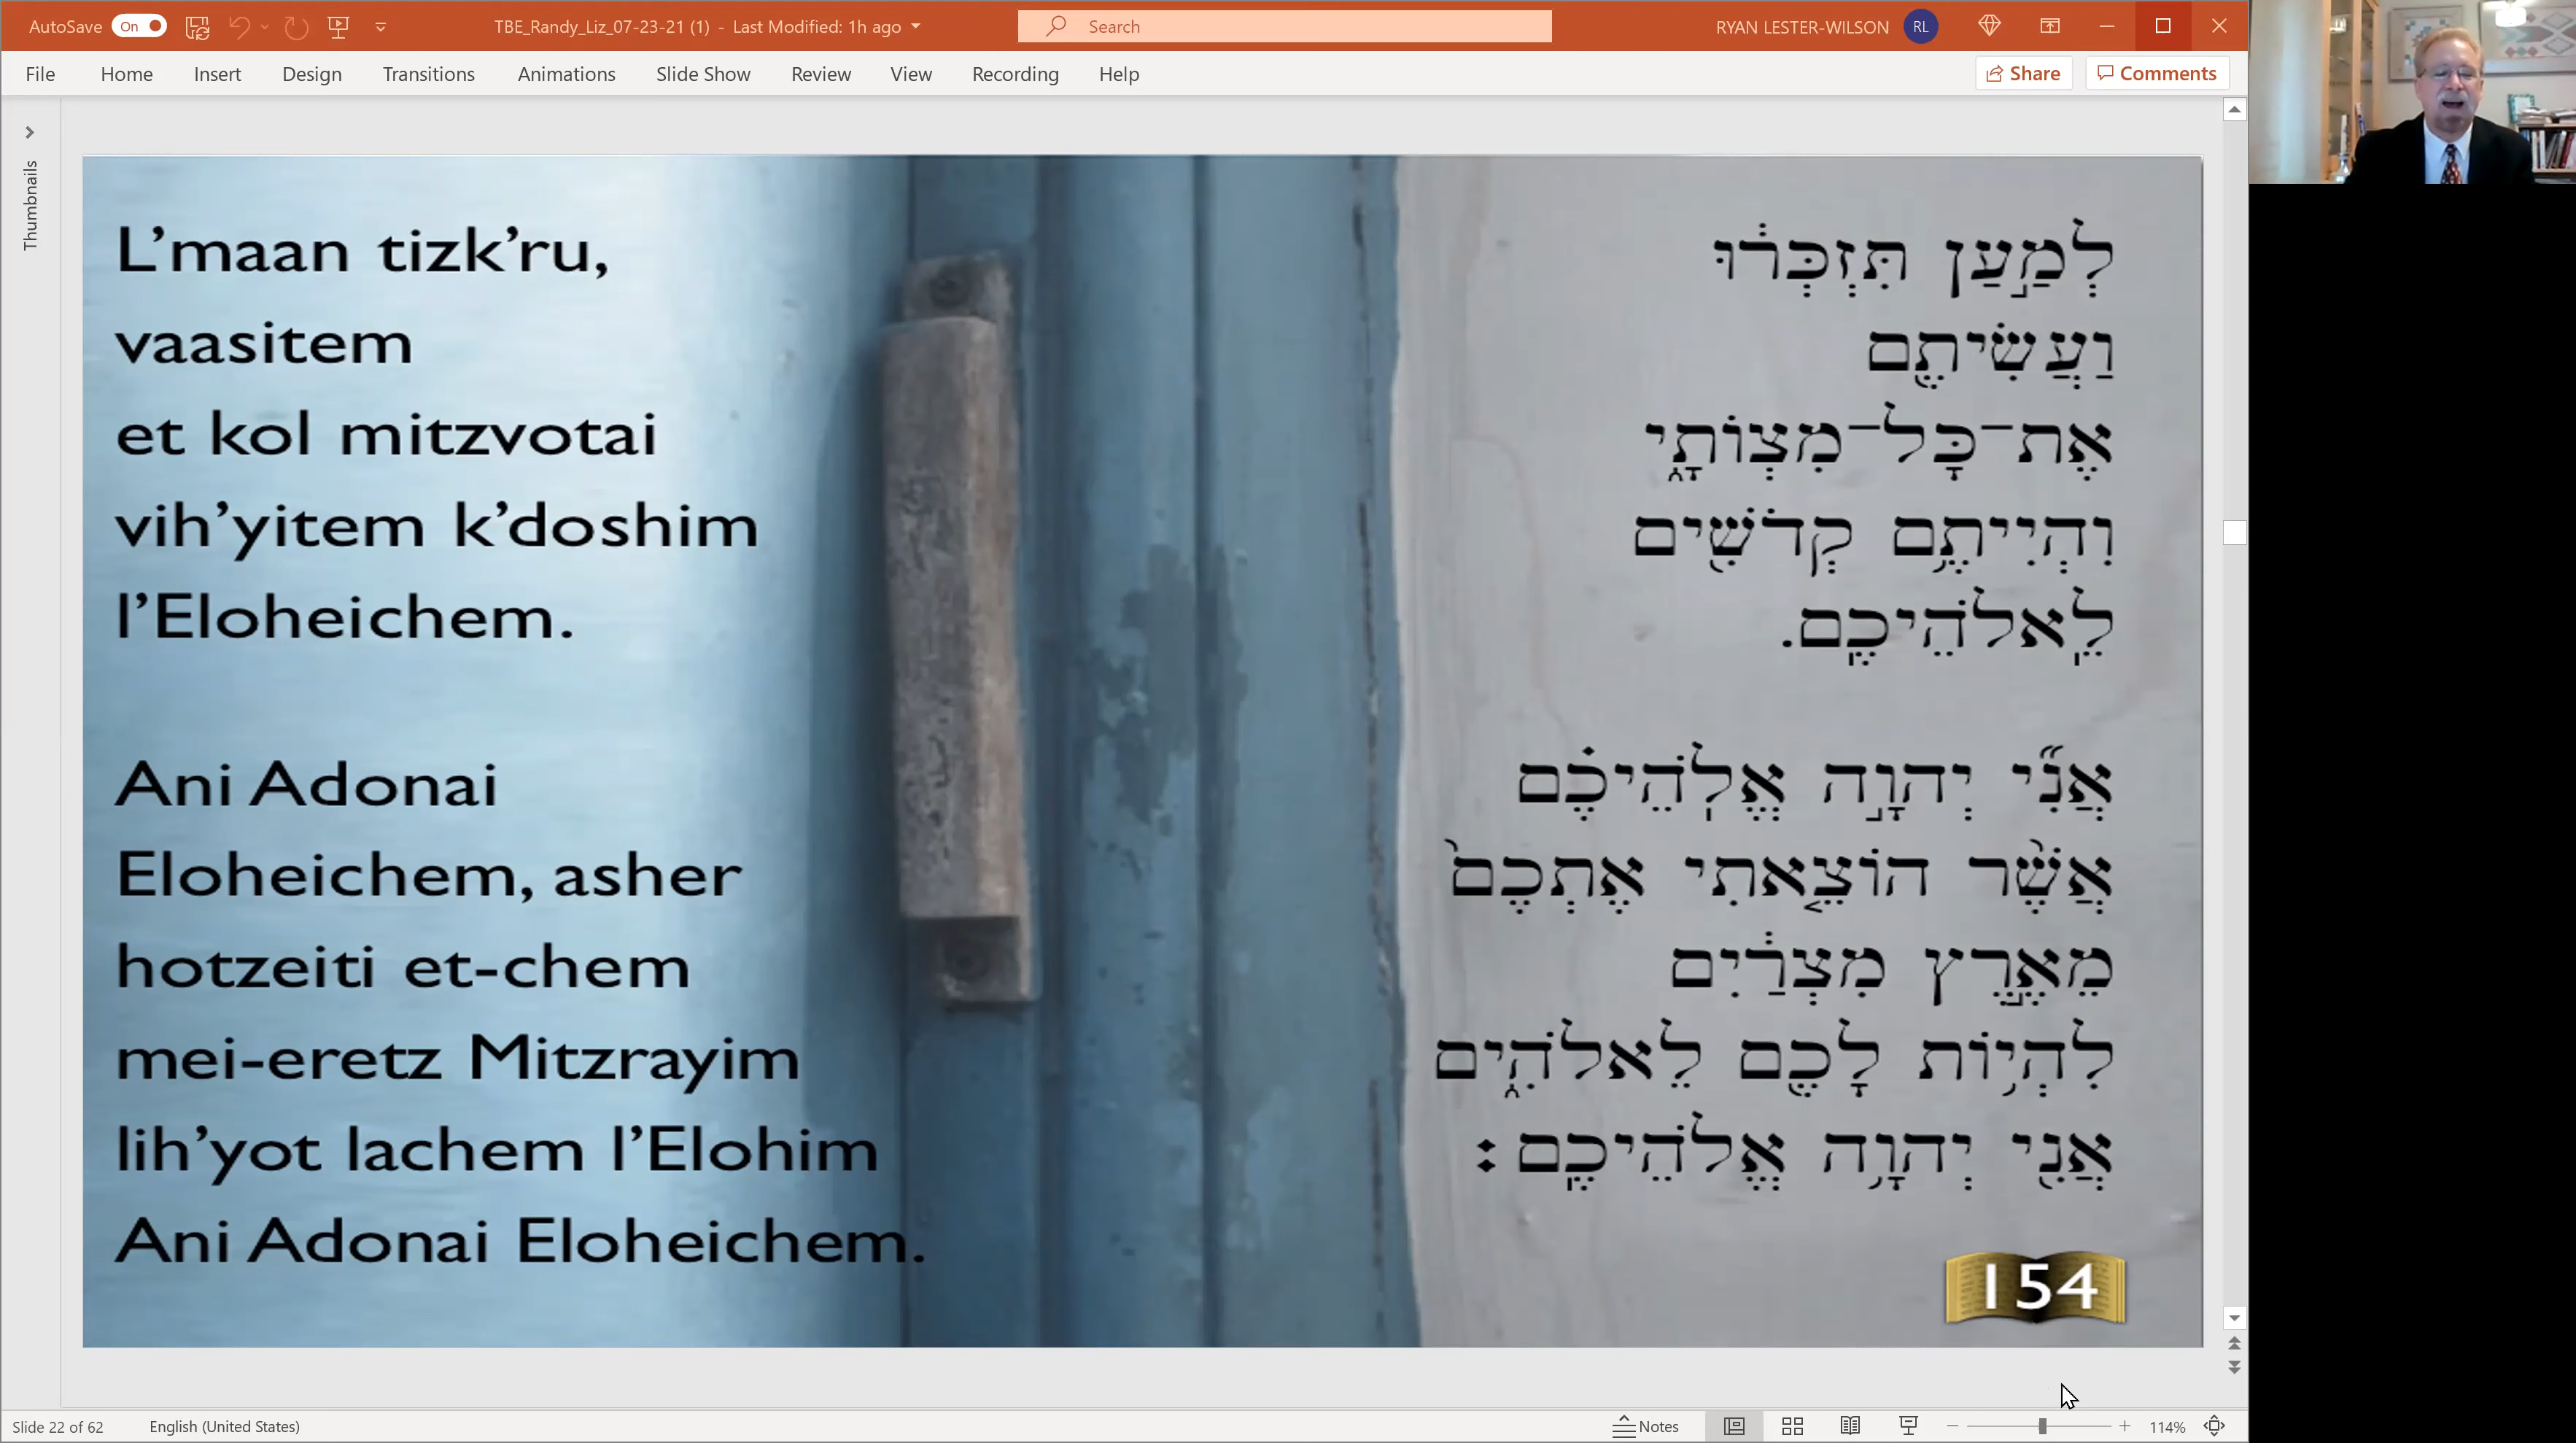 AutoSave On
TBE_Randy_Liz_07-23-21 (1) - Last Modified: 1h ago
Search
RYAN LESTER-WILSON RL
File Home Insert Design Transitions Animations Slide Show Review View Recording Help
Share Comments
Thumbnails
L’maan tizk’ru,
vaasitem
et kol mitzvotai
vih’yitem k’doshim
l’Eloheichem.
Ani Adonai
Eloheichem, asher
hotzeiti et-chem
mei-eretz Mitzrayim
lih’yot lachem l’Elohim
Ani Adonai Eloheichem.
לְמַ֣עַן תִּזְכְּר֔וּ
וַעֲשִׂיתֶ֖ם
אֶת־כָּל־מִצְוֺתָ֑י
וִהְיִיתֶ֥ם קְדֹשִׁ֖ים
לֵֽאלֹהֵיכֶֽם.
אֲנִ֞י יְהוָ֣ה אֱלֹֽהֵיכֶ֗ם
אֲשֶׁ֨ר הוֹצֵ֤אתִי אֶתְכֶם֙
מֵאֶ֣רֶץ מִצְרַ֔יִם
לִהְי֥וֹת לָכֶ֖ם לֵאלֹהִ֑ים
אֲנִ֖י יְהוָ֥ה אֱלֹהֵיכֶֽם׃
154
Slide 22 of 62 English (United States) Notes 114%